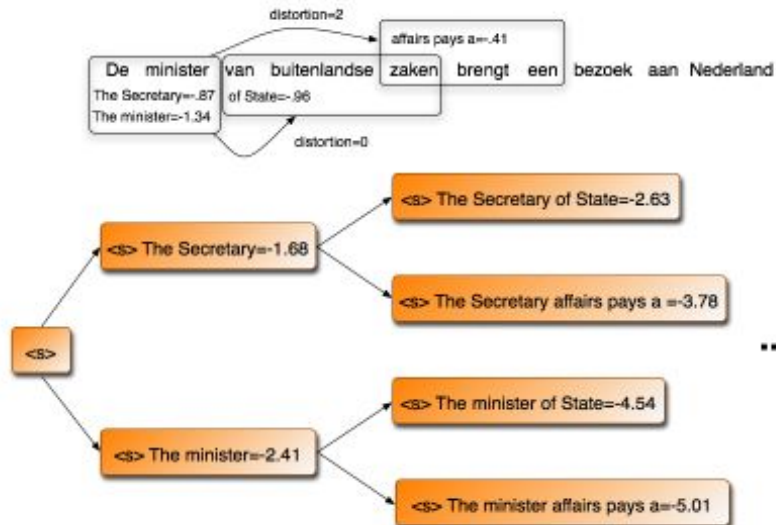 distortion=2
affairs pays a=-.41
De minister van buitenlandse zaken brengt een bezoek aan Nederland
The Secretary=-.87 of State=-.96
The minister=-1.34
distortion=0
<s> The Secretary of State=-2.63
<s> The Secretary=-1.68
<s> The Secretary affairs pays a =-3.78
<s>
..
<s> The minister of State=-4.54
<s> The minister=-2.41
<s> The minister affairs pays a=-5.01